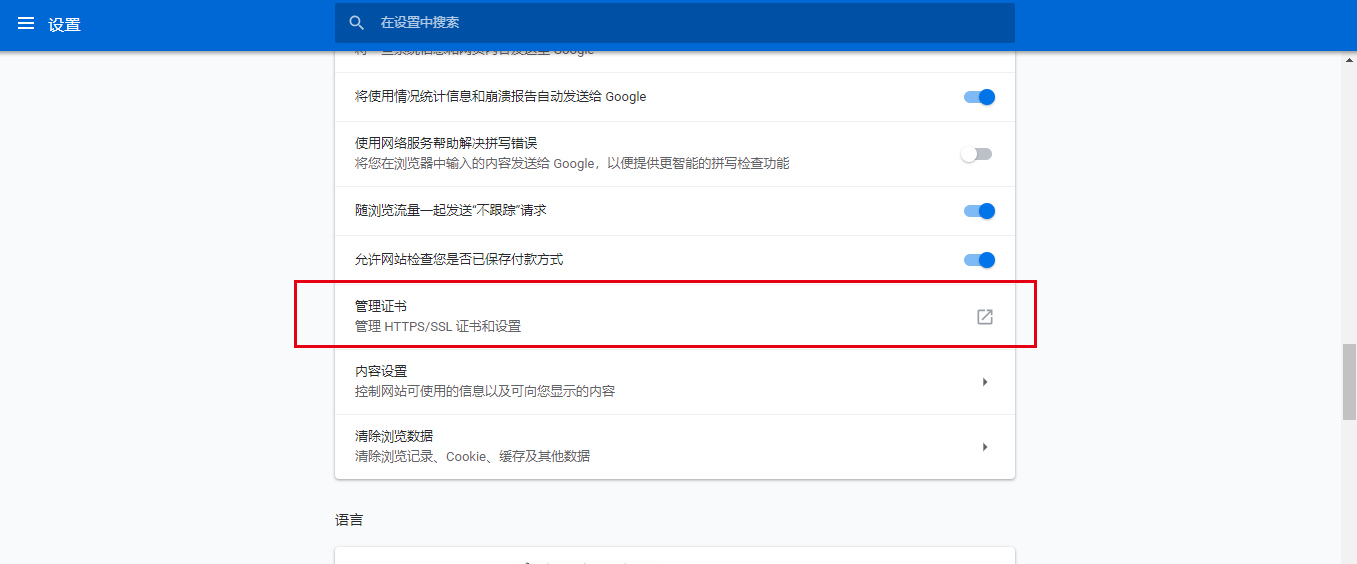 设置
在设置中搜索
将使用情况统计信息和崩溃报告自动发送给 Google
使用网络服务帮助解决拼写错误
将您在浏览器中输入的内容发送给 Google，以便提供更智能的拼写检查功能
随浏览流量一起发送“不跟踪”请求
允许网站检查您是否已保存付款方式
管理证书
管理 HTTPS/SSL 证书和设置
内容设置
控制网站可使用的信息以及可向您显示的内容
清除浏览数据
清除浏览记录、Cookie、缓存及其他数据
语言